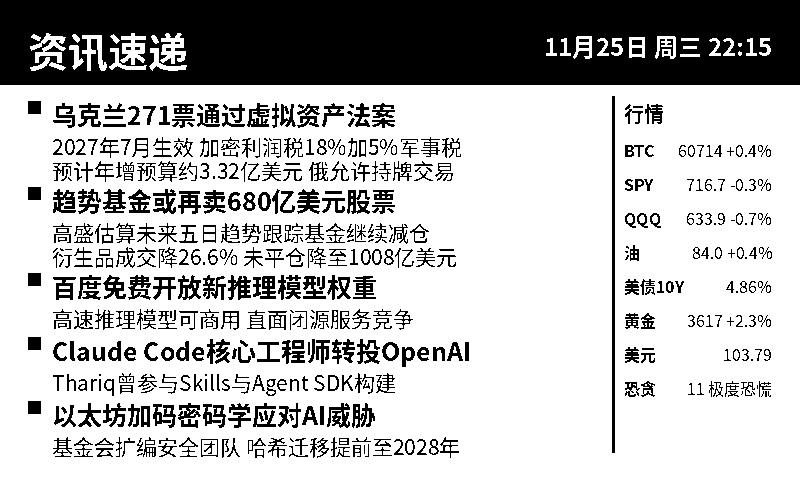 资讯速递
11月25日 周三 22:15
乌克兰271票通过虚拟资产法案
2027年7月生效 加密利润税18%加5%军事税
预计年增预算约3.32亿美元 俄允许持牌交易
趋势基金或再卖680亿美元股票
高盛估算未来五日趋势跟踪基金继续减仓
衍生品成交降26.6% 未平仓降至1008亿美元
百度免费开放新推理模型权重
高速推理模型可商用 直面闭源服务竞争
Claude Code核心工程师转投OpenAI
Thariq曾参与Skills与Agent SDK构建
以太坊加码密码学应对AI威胁
基金会扩编安全团队 哈希迁移提前至2028年
行情
BTC 60714 +0.4%
SPY 716.7 -0.3%
QQQ 633.9 -0.7%
油 84.0 +0.4%
美债10Y 4.86%
黄金 3617 +2.3%
美元 103.79
恐贪 11 极度恐慌